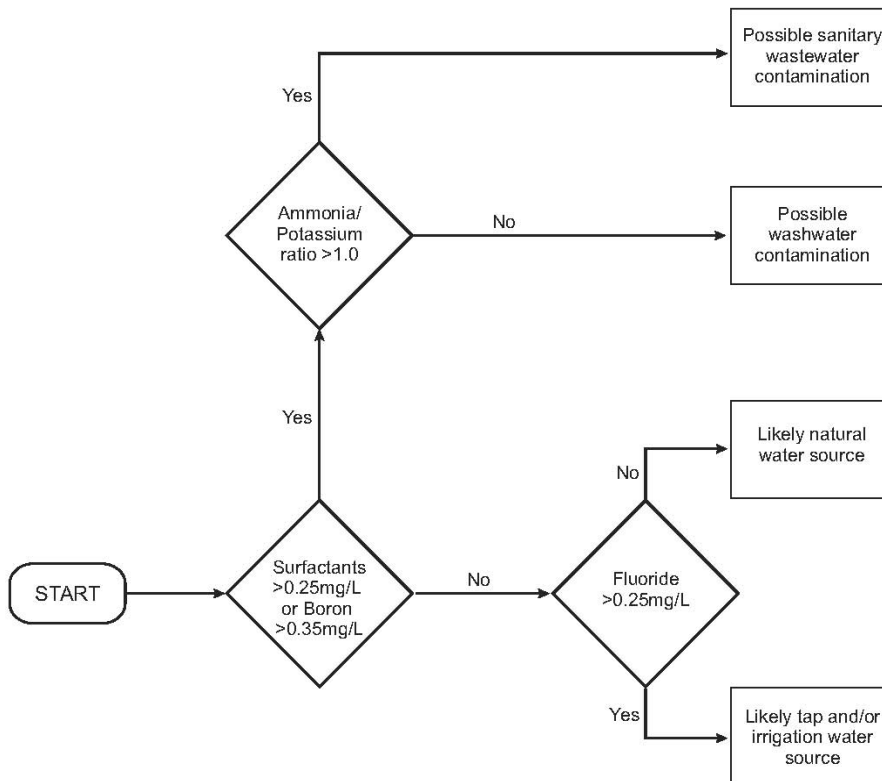 Possible sanitary
wastewater
contamination
Yes
Ammonia/
Potassium
ratio >1.0
No
Possible
washwater
contamination
Yes
Likely natural
water source
No
START
Surfactants
>0.25mg/L
or Boron
>0.35mg/L
No
Fluoride
>0.25mg/L
Yes
Likely tap and/or
irrigation water
source